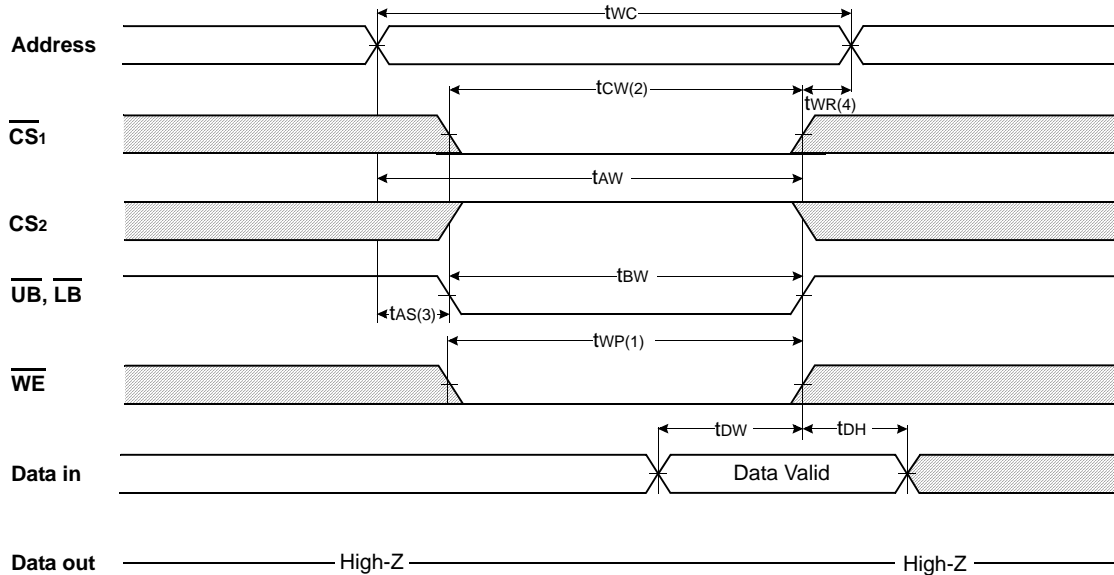 tWC
Address
tCW(2)
tWR(4)
CS1
tAW
CS2
tBW
UB, LB
tAS(3)
tWP(1)
WE
tDW
tDH
Data in
Data Valid
Data out
High-Z
High-Z